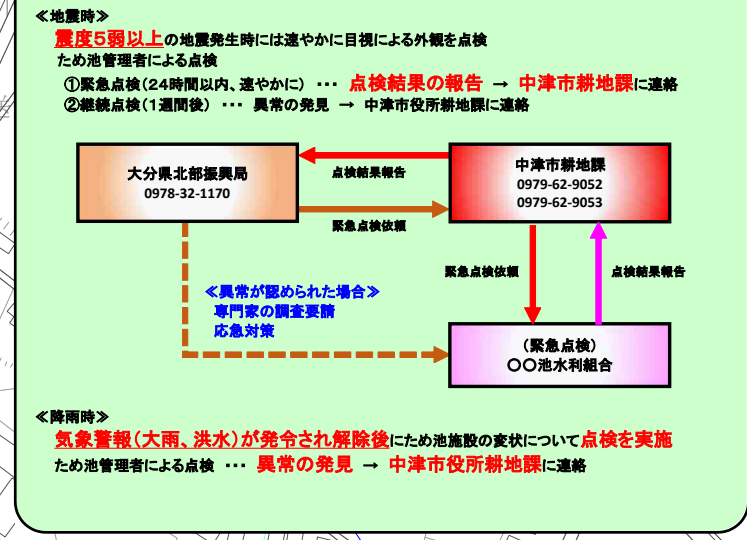 ≪地震時≫
震度5弱以上の地震発生時には速やかに目視による外観を点検
ため池管理者による点検
①緊急点検(24時間以内、速やかに) ･･･ 点検結果の報告 → 中津市耕地課に連絡
②継続点検(1週間後) ･･･ 異常の発見 → 中津市役所耕地課に連絡
大分県北部振興局
0978-32-1170
点検結果報告
緊急点検依頼
中津市耕地課
0979-62-9052
0979-62-9053
緊急点検依頼
点検結果報告
≪異常が認められた場合≫
専門家の調査要請
応急対策
(緊急点検)
○○池水利組合
≪降雨時≫
気象警報(大雨、洪水)が発令され解除後にため池施設の変状について点検を実施
ため池管理者による点検 ･･･ 異常の発見 → 中津市役所耕地課に連絡